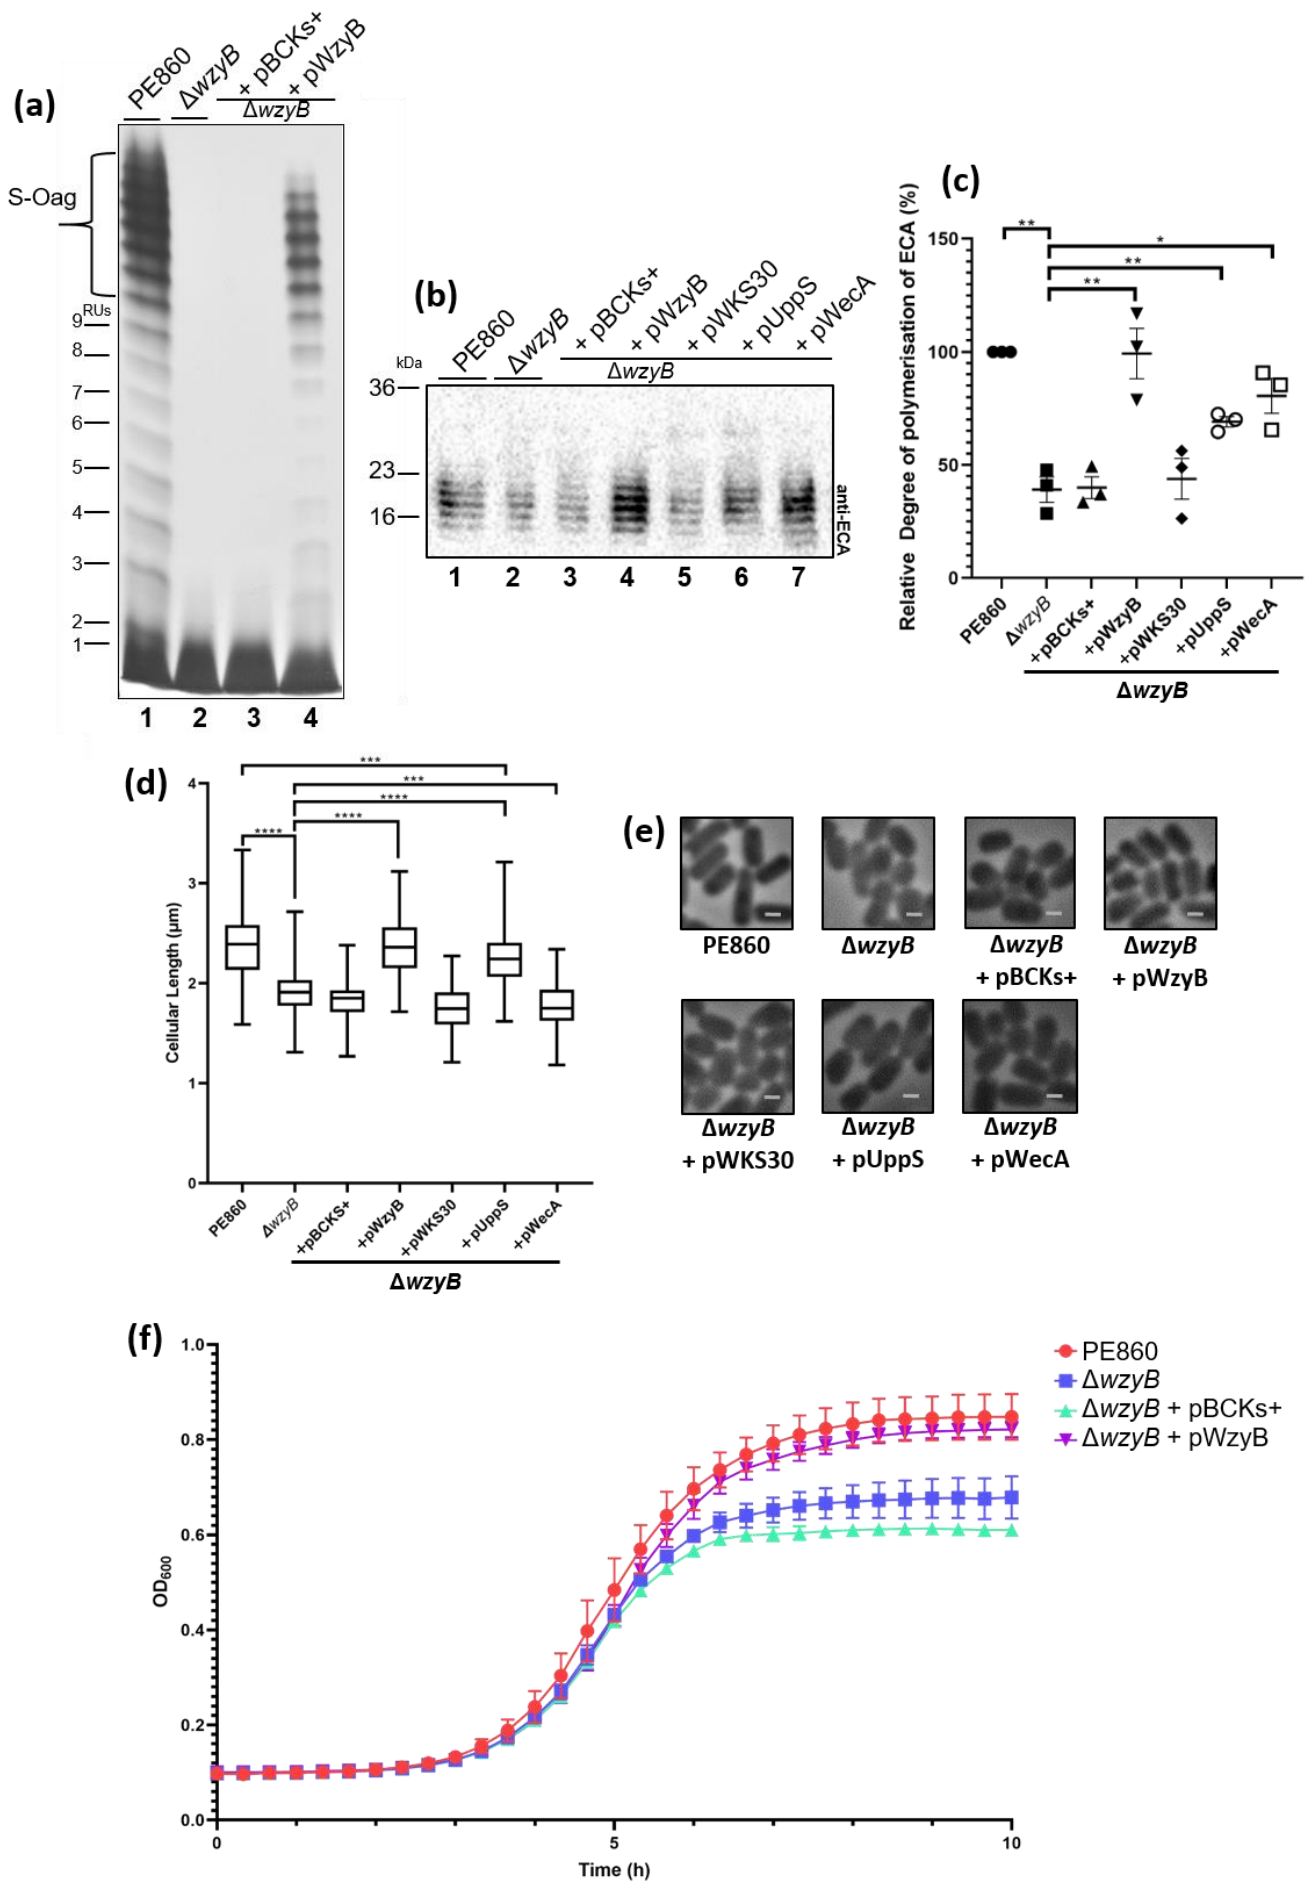 (a)
PE860
ΔwzyB
+ pBCKs+
+ pWzyB
ΔwzyB
S-Oag
RUs
9
8
7
6
5
4
3
2
1
1 2 3 4
(b)
PE860
ΔwzyB
+ pBCKs+
+ pWzyB
+ pWKS30
+ pUppS
+ pWecA
ΔwzyB
kDa
36
23
16
anti-ECA
1 2 3 4 5 6 7
(c)
Relative Degree of polymerisation of ECA (%)
150
100
50
0
**
*
**
**
PE860
ΔwzyB
+pBCKs+
+pWzyB
+pWKS30
+pUppS
+pWecA
ΔwzyB
(d)
Cellular Length (μm)
4
3
2
1
0
***
***
****
****
****
PE860
ΔwzyB
+pBCKS+
+pWzyB
+pWKS30
+pUppS
+pWecA
ΔwzyB
(e)
PE860
ΔwzyB
ΔwzyB
+ pBCKs+
ΔwzyB
+ pWzyB
ΔwzyB
+ pWKS30
ΔwzyB
+ pUppS
ΔwzyB
+ pWecA
(f)
OD600
1.0
0.8
0.6
0.4
0.2
0.0
0 5 10
Time (h)
PE860
ΔwzyB
ΔwzyB + pBCKs+
ΔwzyB + pWzyB